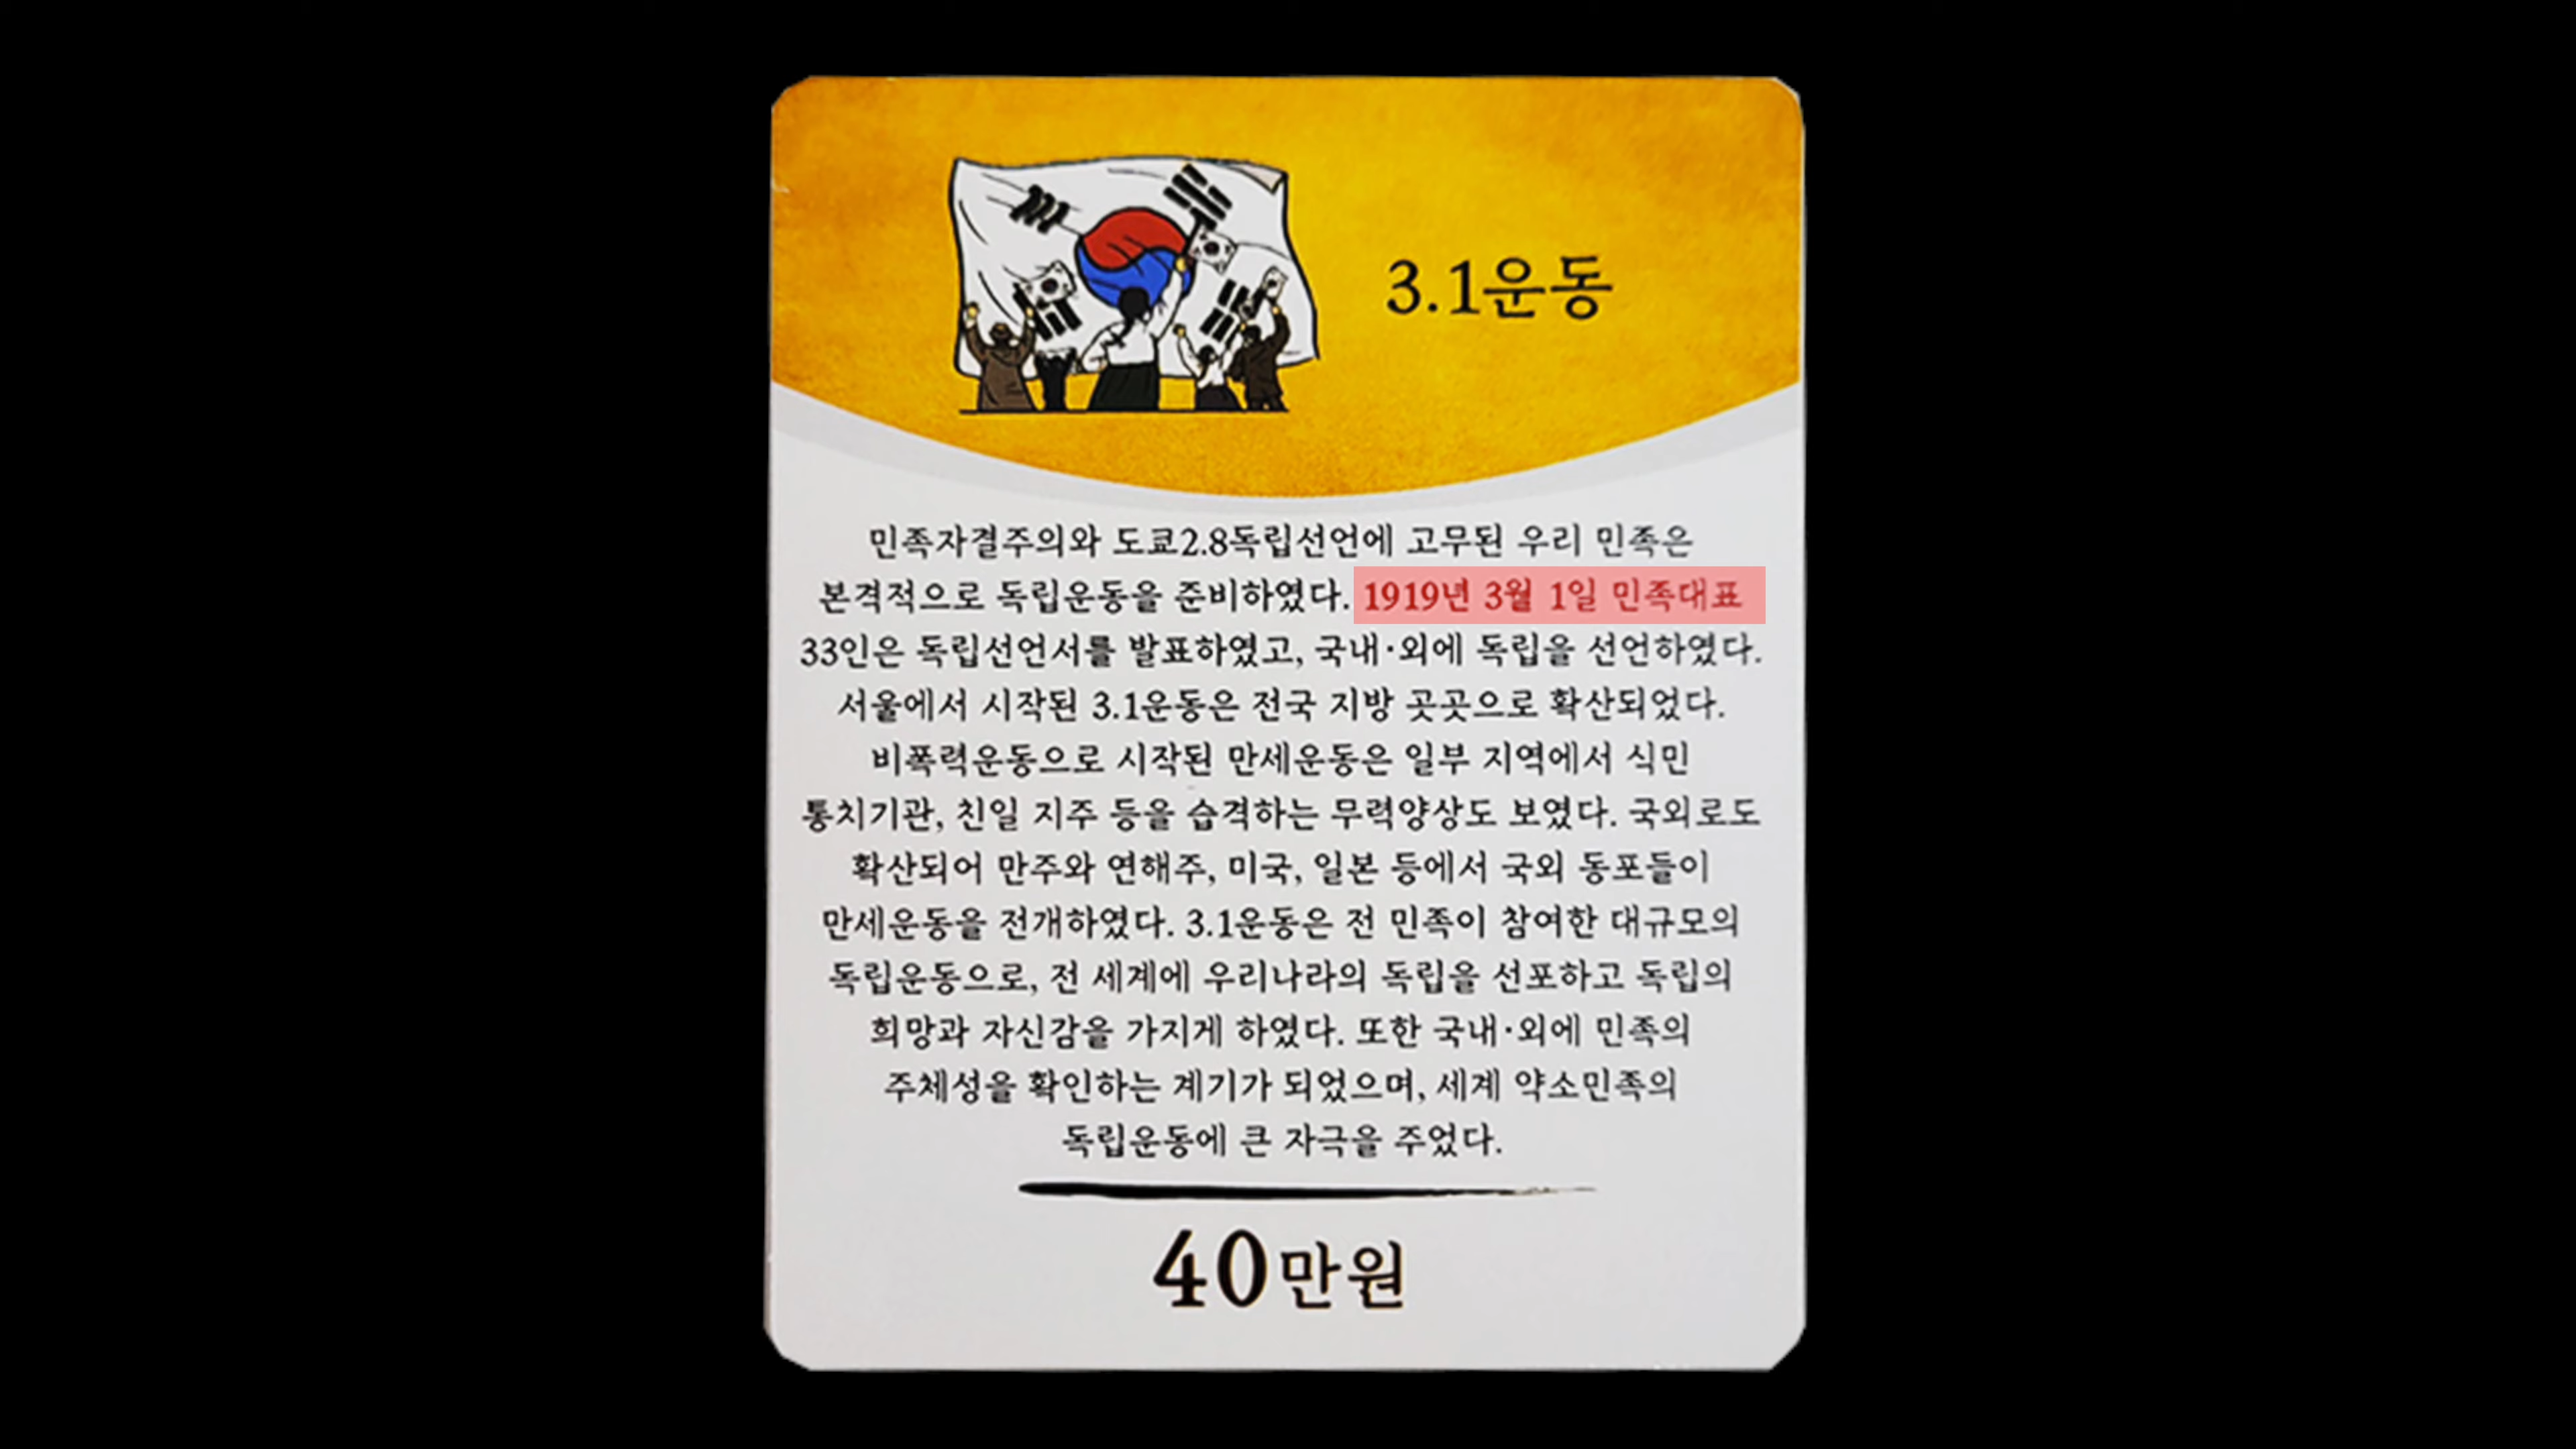 3.1운동
민족자결주의와 도쿄2.8독립선언에 고무된 우리 민족은
본격적으로 독립운동을 준비하였다. 1919년 3월 1일 민족대표
33인은 독립선언서를 발표하였고, 국내·외에 독립을 선언하였다.
서울에서 시작된 3.1운동은 전국 지방 곳곳으로 확산되었다.
비폭력운동으로 시작된 만세운동은 일부 지역에서 식민
통치기관, 친일 지주 등을 습격하는 무력양상도 보였다. 국외로도
확산되어 만주와 연해주, 미국, 일본 등에서 국외 동포들이
만세운동을 전개하였다. 3.1운동은 전 민족이 참여한 대규모의
독립운동으로, 전 세계에 우리나라의 독립을 선포하고 독립의
희망과 자신감을 가지게 하였다. 또한 국내·외에 민족의
주체성을 확인하는 계기가 되었으며, 세계 약소민족의
독립운동에 큰 자극을 주었다.
40만원